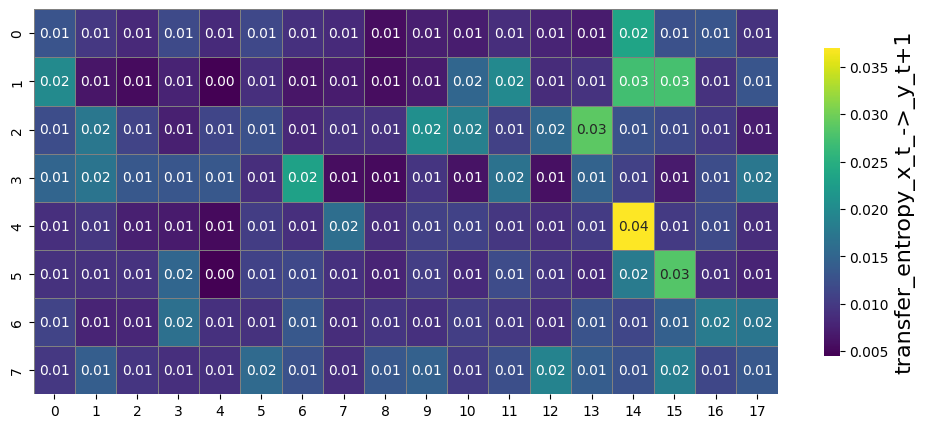 0 0.01 0.01 0.01 0.01 0.01 0.01 0.01 0.01 0.01 0.01 0.01 0.01 0.01 0.01 0.02 0.01 0.01 0.01
1 0.02 0.01 0.01 0.01 0.00 0.01 0.01 0.01 0.01 0.01 0.02 0.02 0.01 0.01 0.03 0.03 0.01 0.01
2 0.01 0.02 0.01 0.01 0.01 0.01 0.01 0.01 0.01 0.02 0.02 0.01 0.02 0.03 0.01 0.01 0.01 0.01
3 0.01 0.02 0.01 0.01 0.01 0.01 0.02 0.01 0.01 0.01 0.01 0.02 0.01 0.01 0.01 0.01 0.01 0.02
4 0.01 0.01 0.01 0.01 0.01 0.01 0.01 0.02 0.01 0.01 0.01 0.01 0.01 0.01 0.04 0.01 0.01 0.01
5 0.01 0.01 0.01 0.02 0.00 0.01 0.01 0.01 0.01 0.01 0.01 0.01 0.01 0.01 0.02 0.03 0.01 0.01
6 0.01 0.01 0.01 0.02 0.01 0.01 0.01 0.01 0.01 0.01 0.01 0.01 0.01 0.01 0.01 0.01 0.02 0.02
7 0.01 0.01 0.01 0.01 0.01 0.02 0.01 0.01 0.01 0.01 0.01 0.01 0.02 0.01 0.01 0.02 0.01 0.01
0 1 2 3 4 5 6 7 8 9 10 11 12 13 14 15 16 17
0.035
0.030
0.025
0.020
0.015
0.010
0.005
transfer_entropy_x_t_->_y_t+1